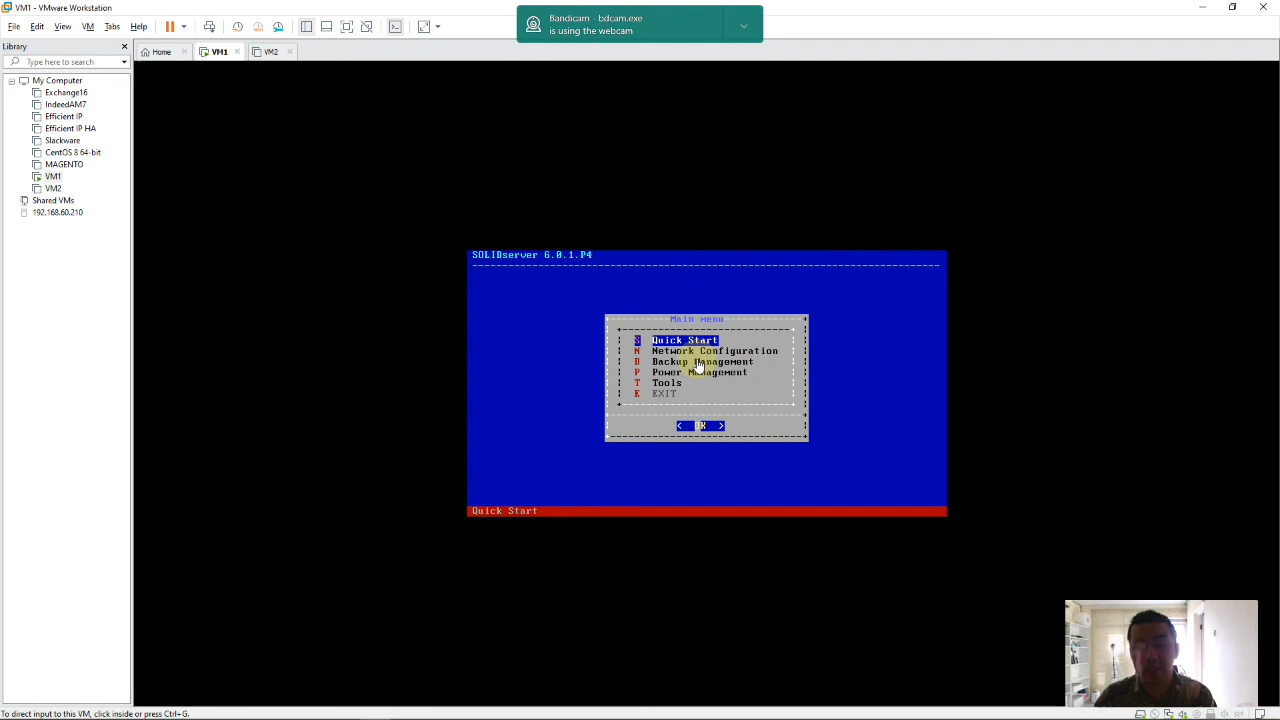 VM1 - VMware Workstation
File Edit View VM Tabs Help
Bandicam - bdcam.exe
is using the webcam
Library
Type here to search
Home
VM1
VM2
My Computer
Exchange16
IndeedAM7
Efficient IP
Efficient IP HA
Slackware
CentOS 8 64-bit
MAGENTO
VM1
VM2
Shared VMs
192.168.60.210
SOLIDserver 6.0.1.P4
Main menu
S Quick Start
N Network Configuration
B Backup Management
P Power Management
T Tools
E EXIT
< OK >
Quick Start
To direct input to this VM, click inside or press Ctrl+G.